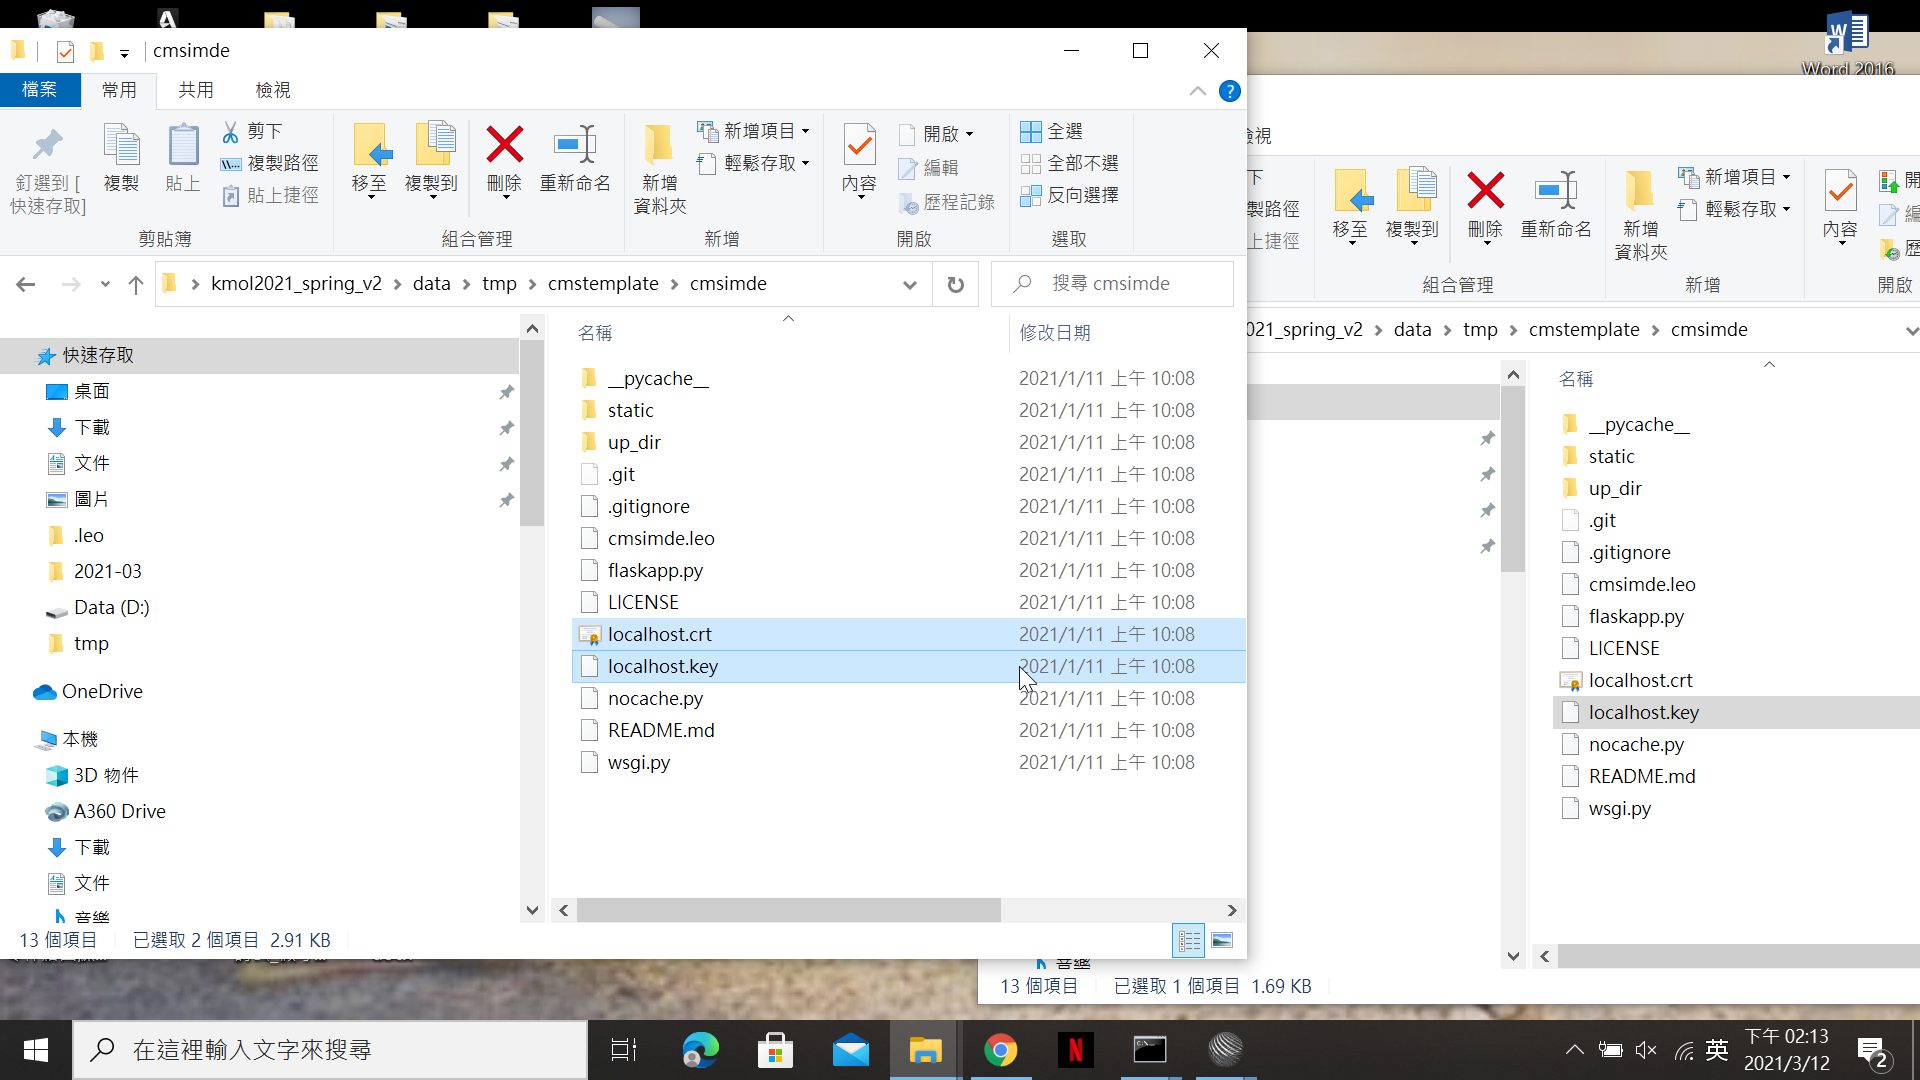 cmsimde
檔案 常用 共用 檢視
剪下
複製路徑
貼上捷徑
釘選到 [
快速存取]
複製
貼上
剪貼簿
移至
複製到
刪除
重新命名
組合管理
新增項目
輕鬆存取
新增
資料夾
新增
內容
開啟
編輯
歷程記錄
開啟
全選
全部不選
反向選擇
選取
kmol2021_spring_v2 > data > tmp > cmstemplate > cmsimde
搜尋 cmsimde
快速存取
桌面
下載
文件
圖片
.leo
2021-03
Data (D:)
tmp
OneDrive
本機
3D 物件
A360 Drive
下載
文件
音樂
名稱 修改日期
__pycache__ 2021/1/11 上午 10:08
static 2021/1/11 上午 10:08
up_dir 2021/1/11 上午 10:08
.git 2021/1/11 上午 10:08
.gitignore 2021/1/11 上午 10:08
cmsimde.leo 2021/1/11 上午 10:08
flaskapp.py 2021/1/11 上午 10:08
LICENSE 2021/1/11 上午 10:08
localhost.crt 2021/1/11 上午 10:08
localhost.key 2021/1/11 上午 10:08
nocache.py 2021/1/11 上午 10:08
README.md 2021/1/11 上午 10:08
wsgi.py 2021/1/11 上午 10:08
13 個項目 已選取 2 個項目 2.91 KB
Word 2016
檢視
下
製路徑
上捷徑
移至
複製到
刪除
重新命名
組合管理
新增項目
輕鬆存取
新增
資料夾
新增
內容
開
編
歷
開啟
021_spring_v2 > data > tmp > cmstemplate > cmsimde
名稱
__pycache__
static
up_dir
.git
.gitignore
cmsimde.leo
flaskapp.py
LICENSE
localhost.crt
localhost.key
nocache.py
README.md
wsgi.py
音樂
13 個項目 已選取 1 個項目 1.69 KB
在這裡輸入文字來搜尋
英
下午 02:13
2021/3/12
2